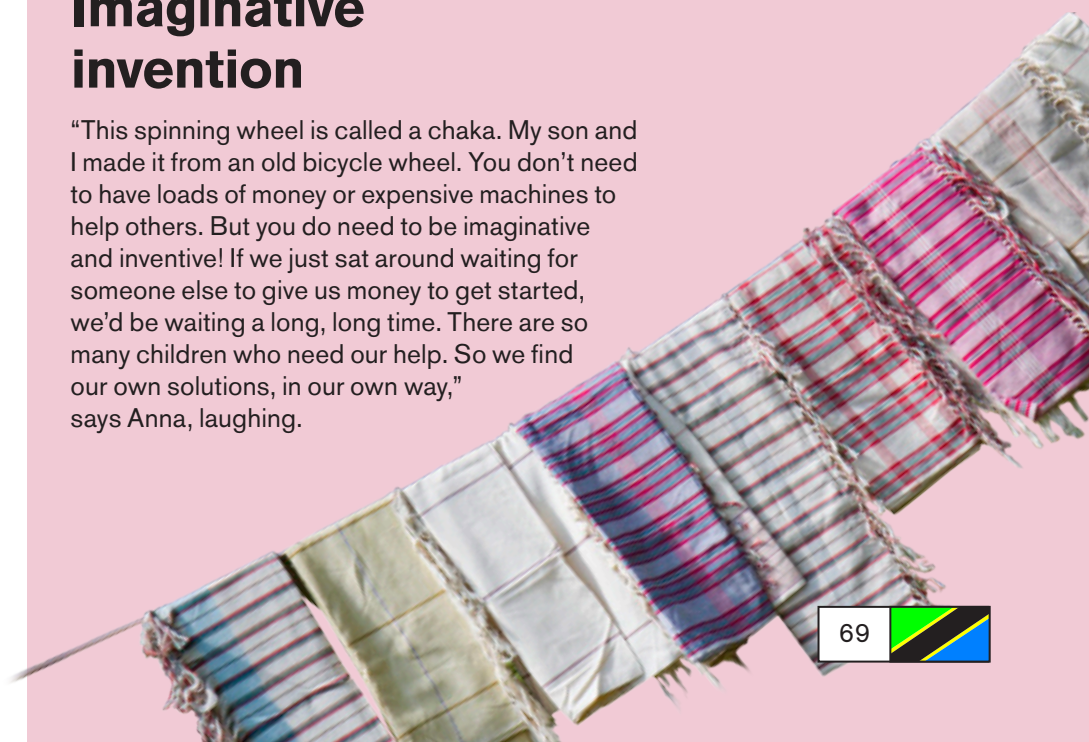 Imaginative
invention
“This spinning wheel is called a chaka. My son and
I made it from an old bicycle wheel. You don’t need
to have loads of money or expensive machines to
help others. But you do need to be imaginative
and inventive! If we just sat around waiting for
someone else to give us money to get started,
we’d be waiting a long, long time. There are so
many children who need our help. So we find
our own solutions, in our own way,”
says Anna, laughing.
69